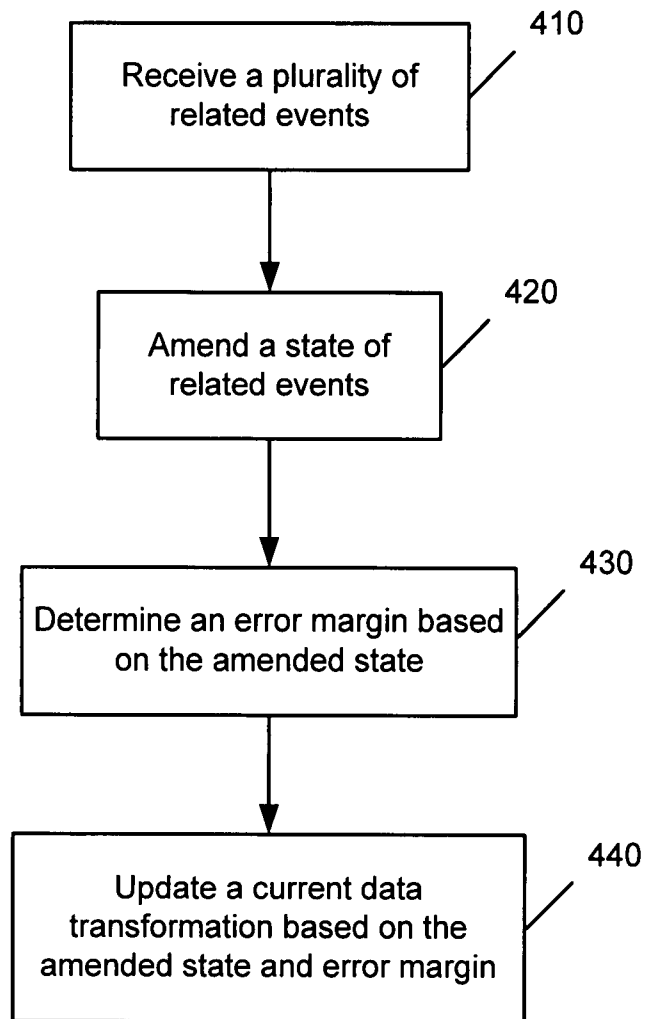 410
Receive a plurality of
related events
420
Amend a state of
related events
430
Determine an error margin based
on the amended state
440
Update a current data
transformation based on the
amended state and error margin